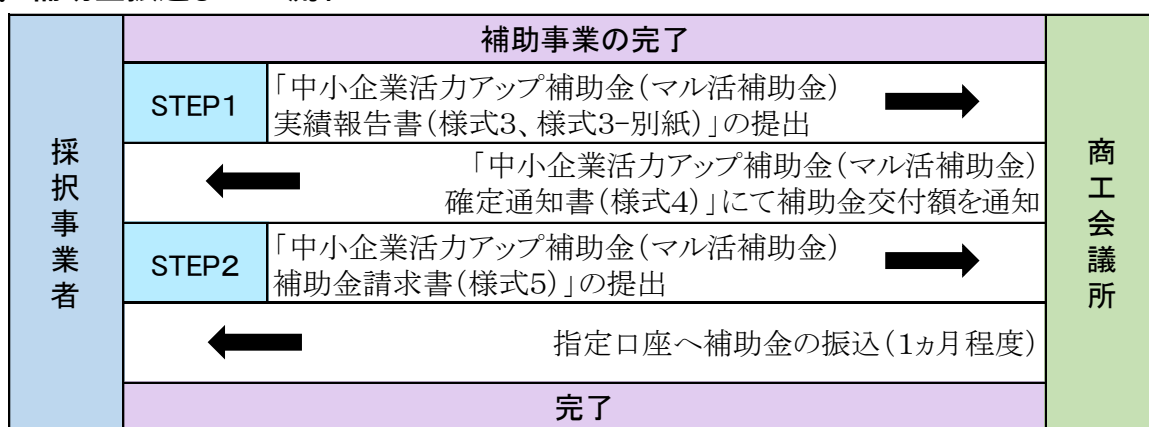 補助事業の完了
採択事業者
商工会議所
STEP1
「中小企業活力アップ補助金(マル活補助金)
実績報告書(様式3、様式3-別紙)」の提出
「中小企業活力アップ補助金(マル活補助金)
確定通知書(様式4)」にて補助金交付額を通知
STEP2
「中小企業活力アップ補助金(マル活補助金)
補助金請求書(様式5)」の提出
指定口座へ補助金の振込(1ヵ月程度)
完了